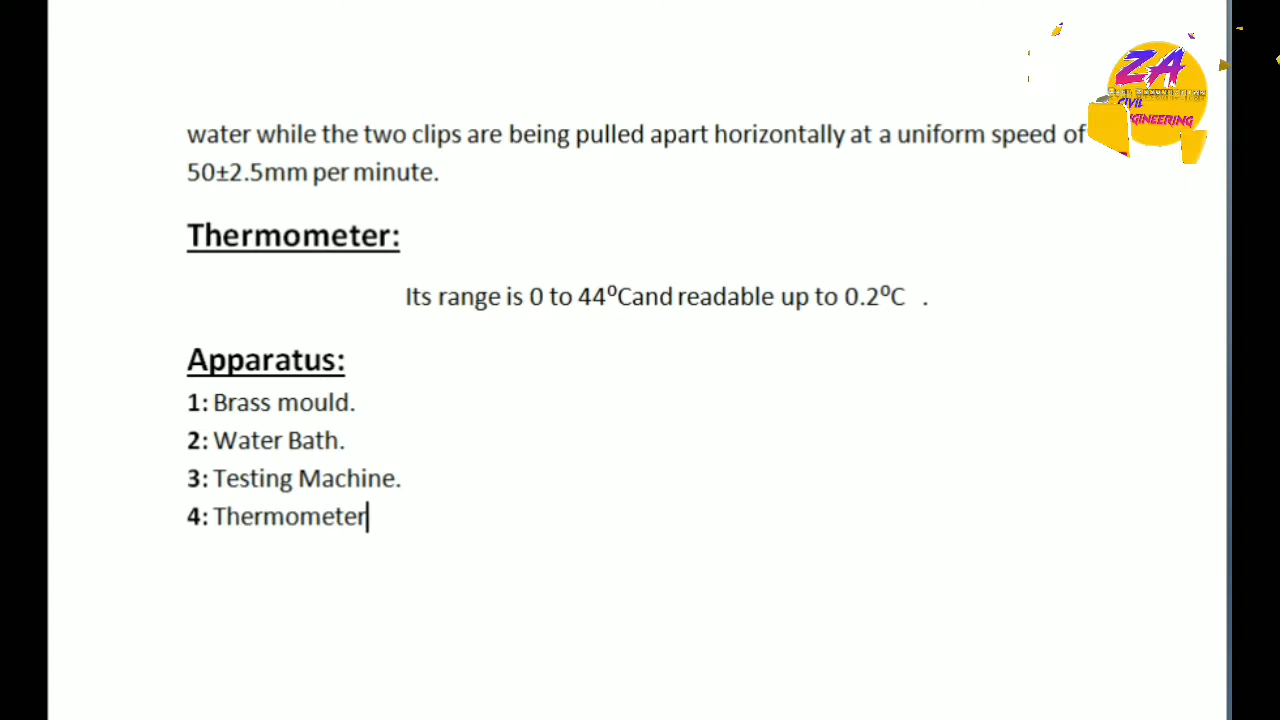 ZA
CIVIL
water while the two clips are being pulled apart horizontally at a uniform speed of
50±2.5mm per minute.
Thermometer:
Its range is 0 to 44⁰Cand readable up to 0.2⁰C .
Apparatus:
1: Brass mould.
2: Water Bath.
3: Testing Machine.
4: Thermometer